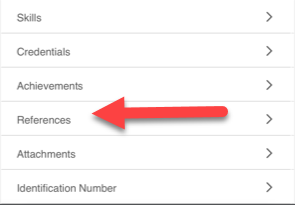 Skills
Credentials
Achievements
References
Attachments
Identification Number